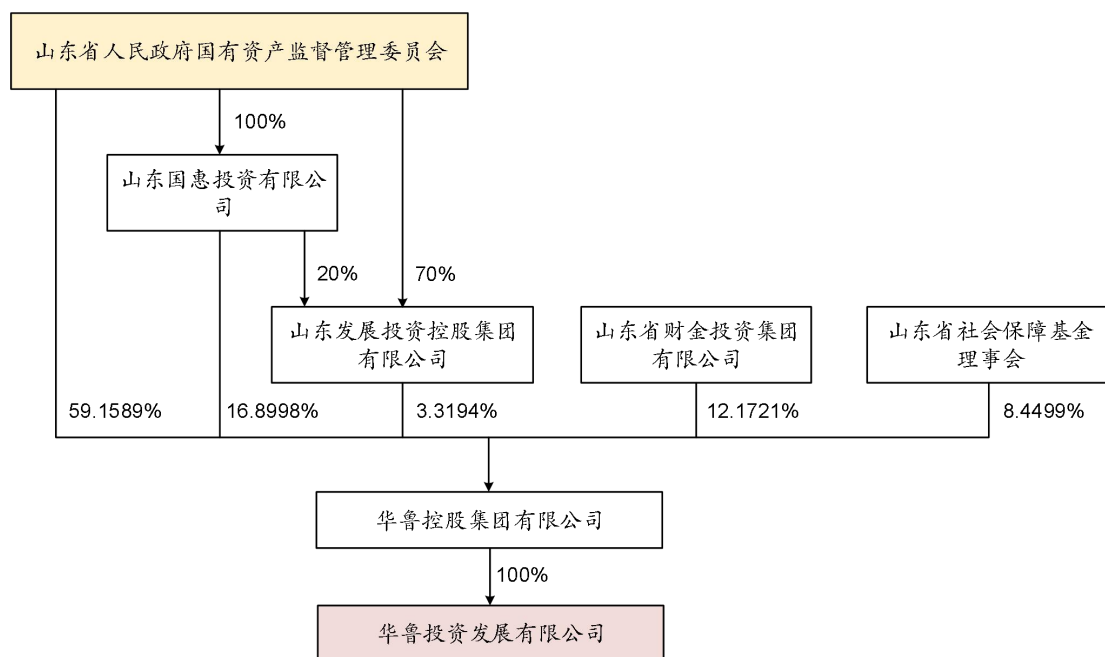 山东省人民政府国有资产监督管理委员会
100%
山东国惠投资有限公
司
20%
70%
山东发展投资控股集团
有限公司
山东省财金投资集团
有限公司
山东省社会保障基金
理事会
59.1589%
16.8998%
3.3194%
12.1721%
8.4499%
华鲁控股集团有限公司
100%
华鲁投资发展有限公司